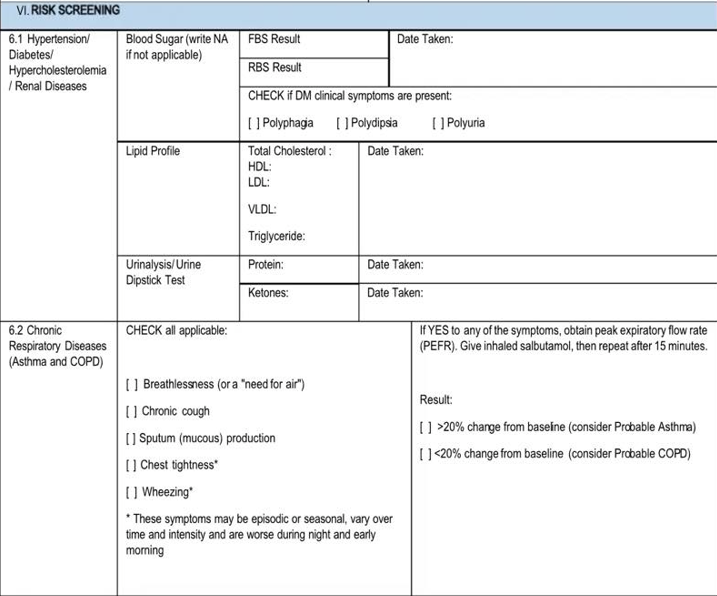 VI. RISK SCREENING
6.1 Hypertension/
Diabetes/
Hypercholesterolemia
/ Renal Diseases
Blood Sugar (write NA
if not applicable)
FBS Result
Date Taken:
RBS Result
CHECK if DM clinical symptoms are present:
[ ] Polyphagia [ ] Polydipsia [ ] Polyuria
Lipid Profile
Total Cholesterol :
HDL:
LDL:
VLDL:
Triglyceride:
Date Taken:
Urinalysis/Urine
Dipstick Test
Protein:
Date Taken:
Ketones:
Date Taken:
6.2 Chronic
Respiratory Diseases
(Asthma and COPD)
CHECK all applicable:
[ ] Breathlessness (or a "need for air")
[ ] Chronic cough
[ ] Sputum (mucous) production
[ ] Chest tightness*
[ ] Wheezing*
* These symptoms may be episodic or seasonal, vary over
time and intensity and are worse during night and early
morning
If YES to any of the symptoms, obtain peak expiratory flow rate
(PEFR). Give inhaled salbutamol, then repeat after 15 minutes.
Result:
[ ] >20% change from baseline (consider Probable Asthma)
[ ] <20% change from baseline (consider Probable COPD)